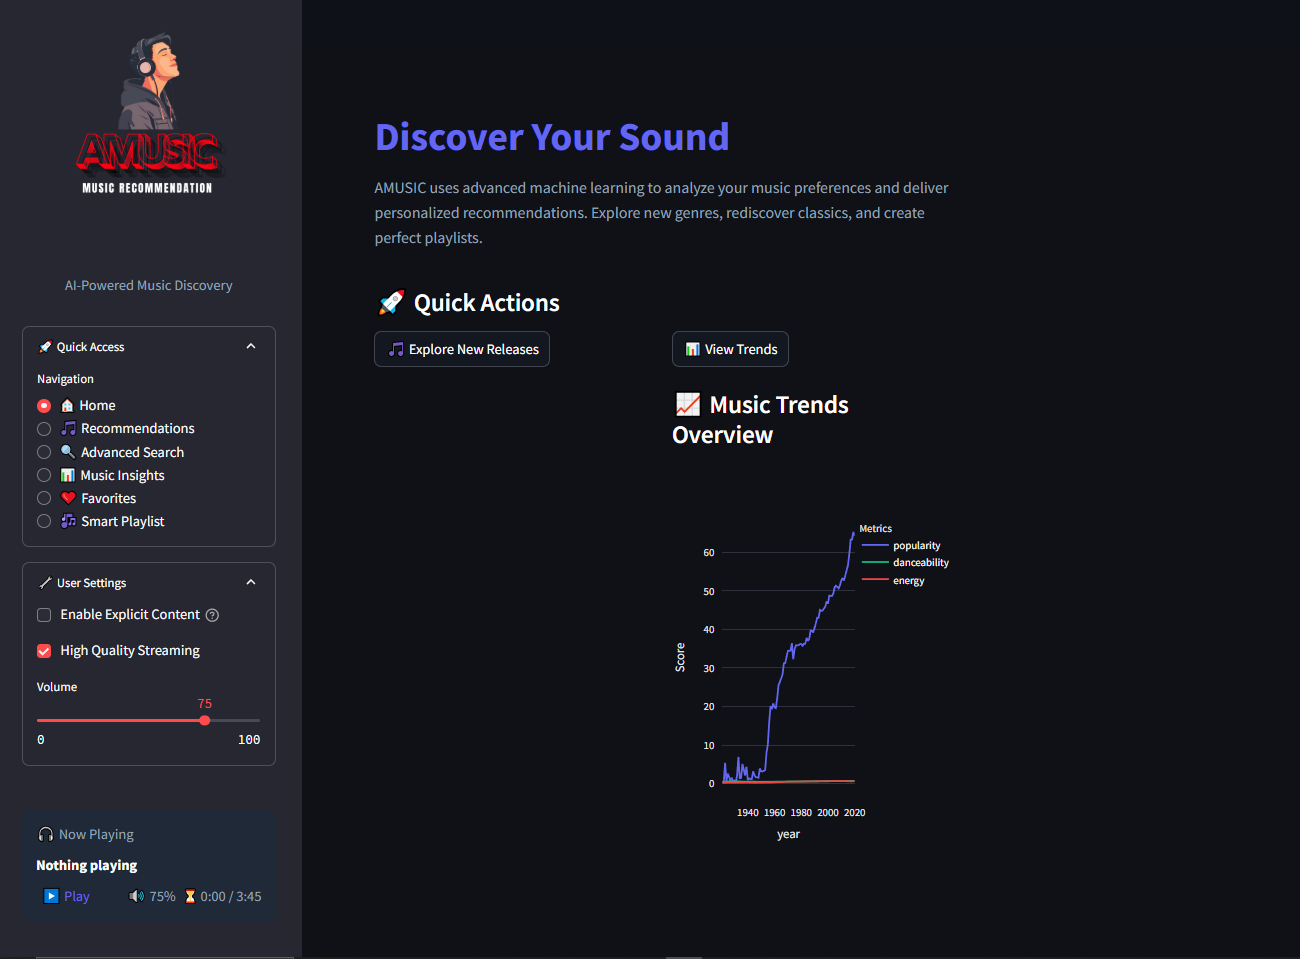 AMUSIC
MUSIC RECOMMENDATION
AI-Powered Music Discovery
🚀 Quick Access
Navigation
🏠 Home
🎵 Recommendations
🔍 Advanced Search
📊 Music Insights
❤️ Favorites
🎶 Smart Playlist
🔧 User Settings
Enable Explicit Content
High Quality Streaming
Volume
75
0 100
🎧 Now Playing
Nothing playing
▶️ Play 🔊 75% ⏳ 0:00 / 3:45
Discover Your Sound
AMUSIC uses advanced machine learning to analyze your music preferences and deliver
personalized recommendations. Explore new genres, rediscover classics, and create
perfect playlists.
🚀 Quick Actions
🎵 Explore New Releases
📊 View Trends
📈 Music Trends
Overview
Metrics
popularity
danceability
energy
Score
60
50
40
30
20
10
0
1940 1960 1980 2000 2020
year